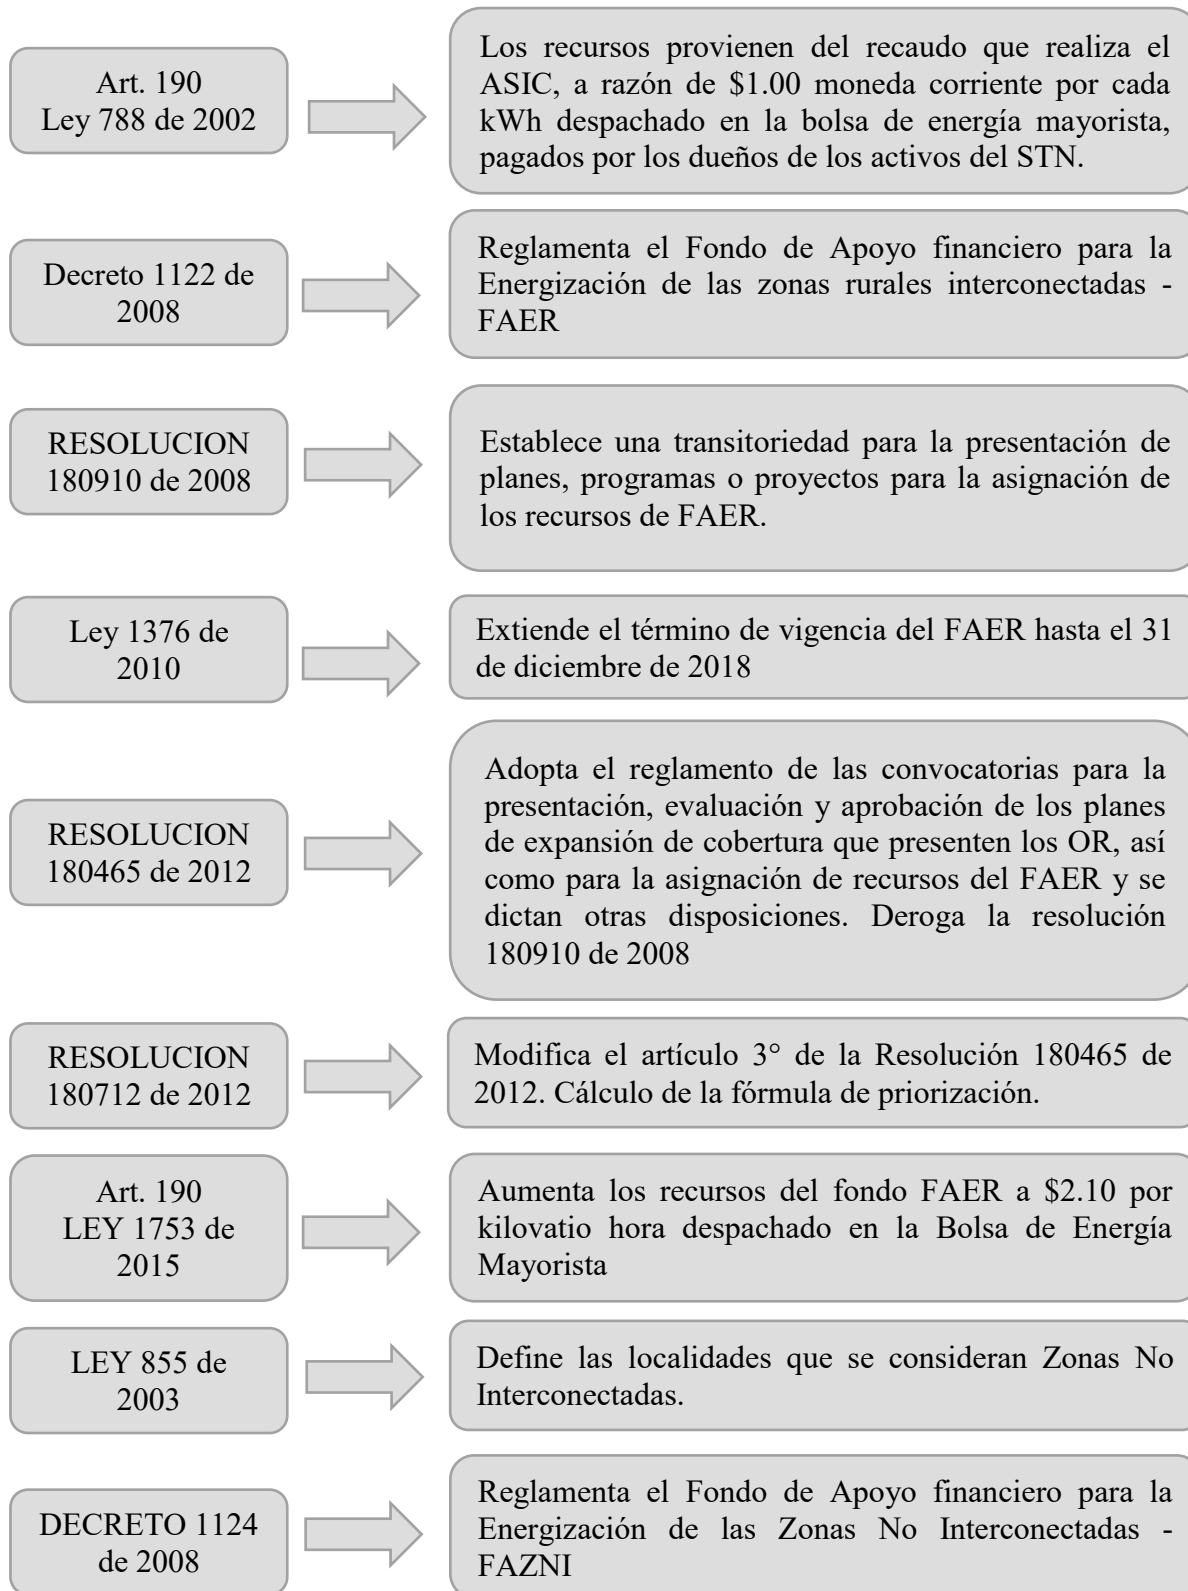 Art. 190
Ley 788 de 2002
Los recursos provienen del recaudo que realiza el
ASIC, a razón de $1.00 moneda corriente por cada
kWh despachado en la bolsa de energía mayorista,
pagados por los dueños de los activos del STN.
Decreto 1122 de
2008
Reglamenta el Fondo de Apoyo financiero para la
Energización de las zonas rurales interconectadas -
FAER
RESOLUCION
180910 de 2008
Establece una transitoriedad para la presentación de
planes, programas o proyectos para la asignación de
los recursos de FAER.
Ley 1376 de
2010
Extiende el término de vigencia del FAER hasta el 31
de diciembre de 2018
RESOLUCION
180465 de 2012
Adopta el reglamento de las convocatorias para la
presentación, evaluación y aprobación de los planes
de expansión de cobertura que presenten los OR, así
como para la asignación de recursos del FAER y se
dictan otras disposiciones. Deroga la resolución
180910 de 2008
RESOLUCION
180712 de 2012
Modifica el artículo 3° de la Resolución 180465 de
2012. Cálculo de la fórmula de priorización.
Art. 190
LEY 1753 de
2015
Aumenta los recursos del fondo FAER a $2.10 por
kilovatio hora despachado en la Bolsa de Energía
Mayorista
LEY 855 de
2003
Define las localidades que se consideran Zonas No
Interconectadas.
DECRETO 1124
de 2008
Reglamenta el Fondo de Apoyo financiero para la
Energización de las Zonas No Interconectadas -
FAZNI